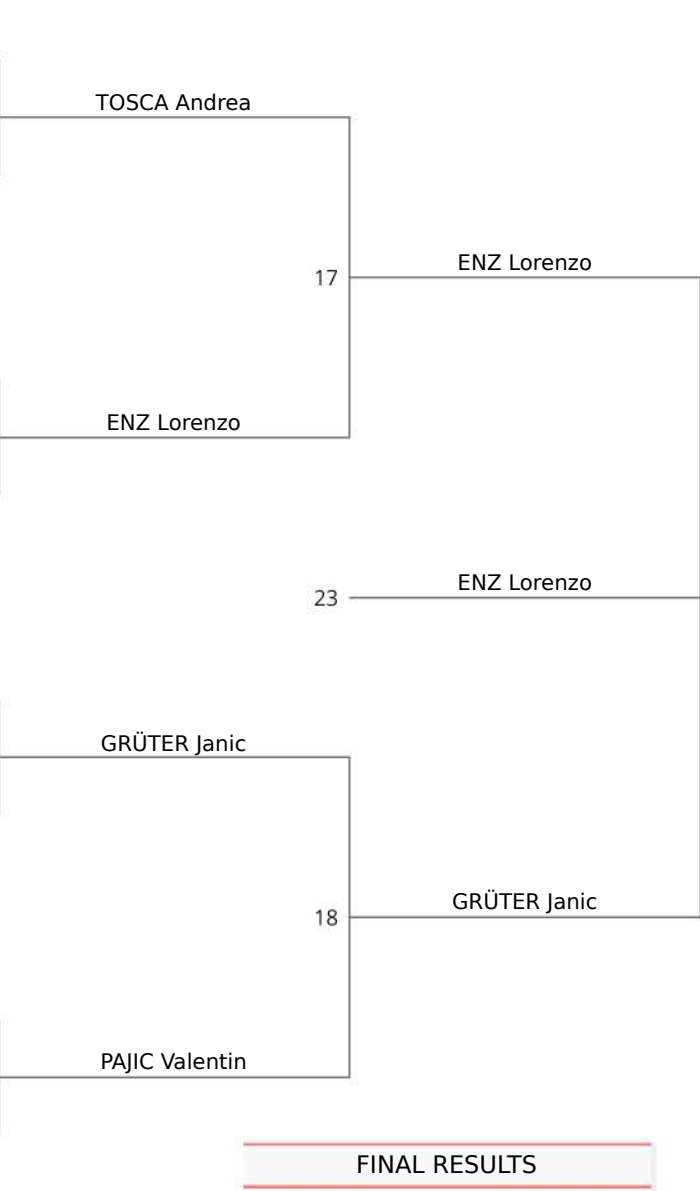 TOSCA Andrea
ENZ Lorenzo
17
ENZ Lorenzo
ENZ Lorenzo
23
GRÜTER Janic
GRÜTER Janic
18
PAJIC Valentin
FINAL RESULTS